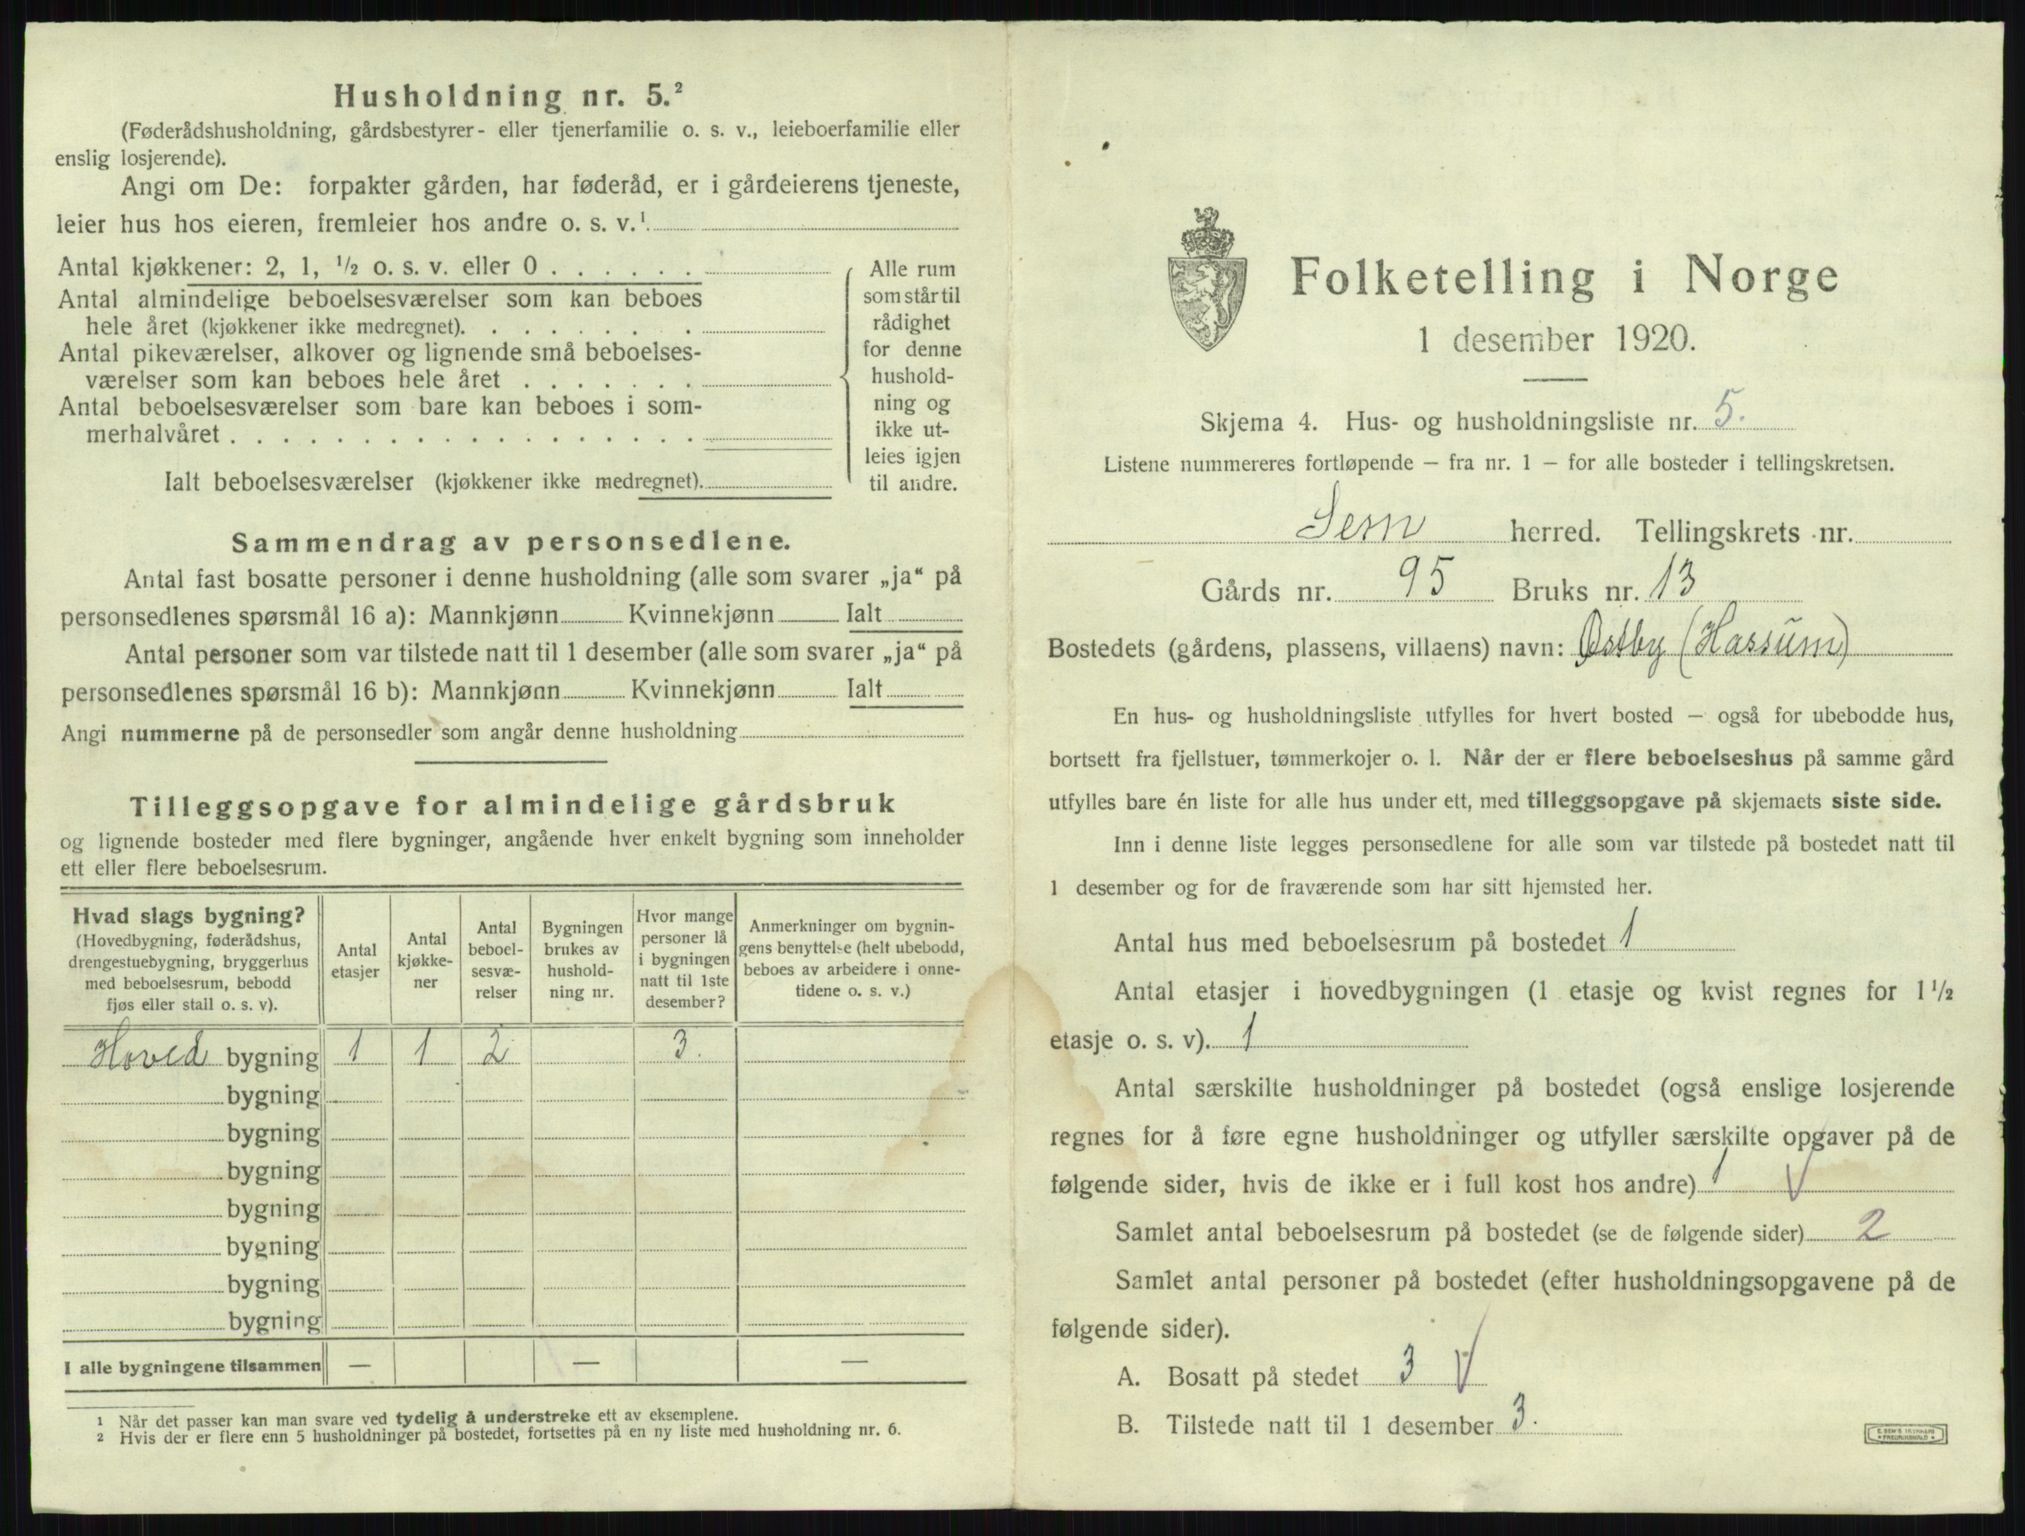 Husholdning nr. 5.²
(Føderådshusholdning, gårdsbestyrer- eller tjenerfamilie o. s. v., leieboerfamilie eller
enslig losjerende).
Angi om De: forpakter gården, har føderåd, er i gårdeierens tjeneste,
leier hus hos eieren, fremleier hos andre o. s. v.¹
Antal kjøkkener: 2, 1, ½ o. s. v. eller 0 . . . . . .
Antal almindelige beboelsesværelser som kan beboes
hele året (kjøkkener ikke medregnet). . . . . . . .
Antal pikeværelser, alkover og lignende små beboelses-
værelser som kan beboes hele året . . . . . . .
Antal beboelsesværelser som bare kan beboes i som-
merhalvåret . . . . . . . . . . . . . . . . . .
Ialt beboelsesværelser (kjøkkener ikke medregnet).
Alle rum
som står til
rådighet
for denne
hushold-
ning og
ikke ut-
leies igjen
til andre.
Sammendrag av personsedlene.
Antal fast bosatte personer i denne husholdning (alle som svarer „ja“ på
personsedlenes spørsmål 16 a): Mannkjønn Kvinnekjønn Ialt
Antal personer som var tilstede natt til 1 desember (alle som svarer „ja“ på
personsedlenes spørsmål 16 b): Mannkjønn Kvinnekjønn Ialt
Angi nummerne på de personsedler som angår denne husholdning
Tilleggsopgave for almindelige gårdsbruk
og lignende bosteder med flere bygninger, angående hver enkelt bygning som inneholder
ett eller flere beboelsesrum.
Hvad slags bygning?
(Hovedbygning, føderådshus,
drengestuebygning, bryggerhus
med beboelsesrum, bebodd
fjøs eller stall o. s. v).
Antal
etasjer
Antal
kjøkke-
ner
Antal
beboel-
sesvæ-
relser
Bygningen
brukes av
hushold-
ning nr.
Hvor mange
personer lå
i bygningen
natt til 1ste
desember?
Anmerkninger om bygnin-
gens benyttelse (helt ubebodd,
beboes av arbeidere i onne-
tidene o. s. v.)
Hoved bygning 1 1 2 3.
bygning
bygning
bygning
bygning
bygning
bygning
bygning
I alle bygningene tilsammen — — —
¹ Når det passer kan man svare ved tydelig å understreke ett av eksemplene.
² Hvis der er flere enn 5 husholdninger på bostedet, fortsettes på en ny liste med husholdning nr. 6.
Folketelling i Norge
1 desember 1920.
Skjema 4. Hus- og husholdningsliste nr. 5.
Listene nummereres fortløpende — fra nr. 1 — for alle bosteder i tellingskretsen.
Sem herred. Tellingskrets nr.
Gårds nr. 95 Bruks nr. 13
Bostedets (gårdens, plassens, villaens) navn: Østby (Hassum)
En hus- og husholdningsliste utfylles for hvert bosted — også for ubebodde hus,
bortsett fra fjellstuer, tømmerkojer o. l. Når der er flere beboelseshus på samme gård
utfylles bare én liste for alle hus under ett, med tilleggsopgave på skjemaets siste side.
Inn i denne liste legges personsedlene for alle som var tilstede på bostedet natt til
1 desember og for de fraværende som har sitt hjemsted her.
Antal hus med beboelsesrum på bostedet 1
Antal etasjer i hovedbygningen (1 etasje og kvist regnes for 1½
etasje o. s. v). 1
Antal særskilte husholdninger på bostedet (også enslige losjerende
regnes for å føre egne husholdninger og utfyller særskilte opgaver på de
følgende sider, hvis de ikke er i full kost hos andre) 1 V
Samlet antal beboelsesrum på bostedet (se de følgende sider) 2
Samlet antal personer på bostedet (efter husholdningsopgavene på de
følgende sider).
A. Bosatt på stedet 3 V
B. Tilstede natt til 1 desember 3.